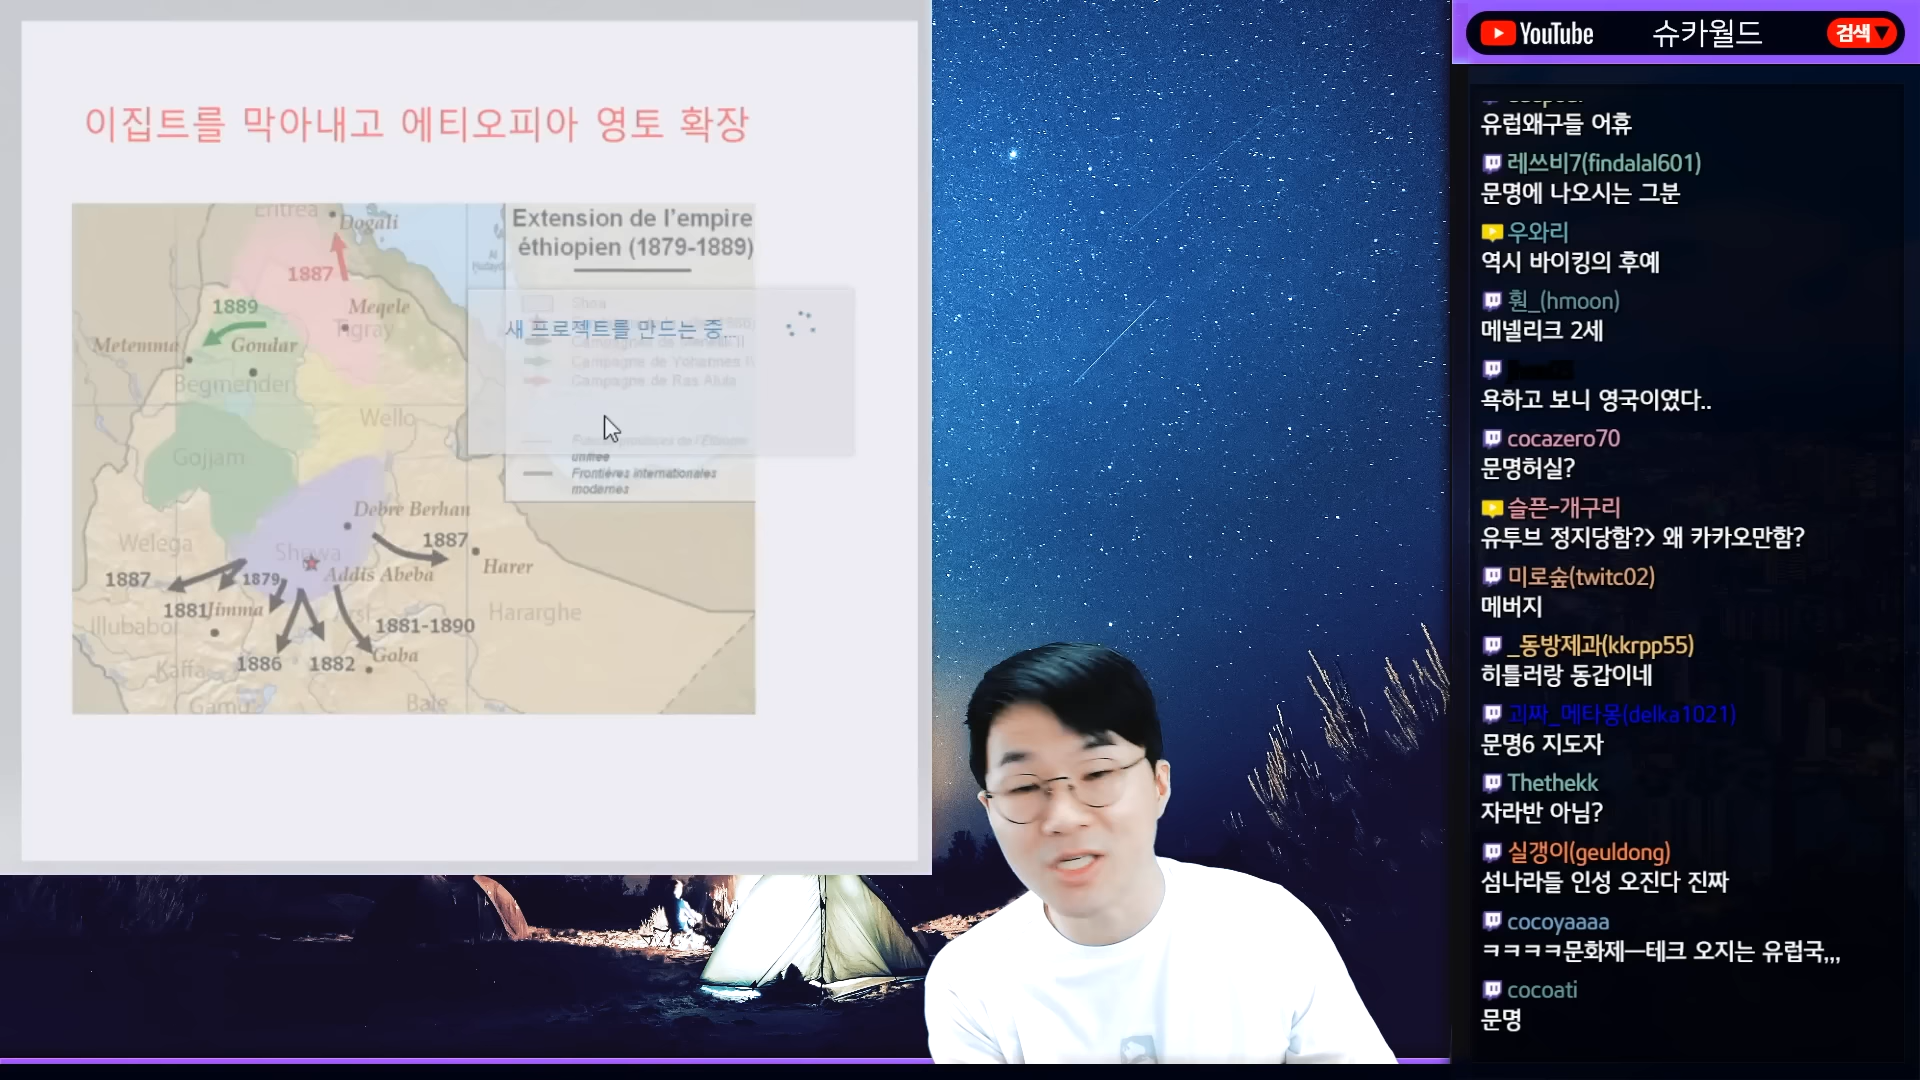 이집트를 막아내고 에티오피아 영토 확장
Extension de l'empire
éthiopien (1879-1889)
Eritrea
Dogali
1887
1889
Meqele
Tigray
Metemma
Gondar
Begmender
Wello
Gojjam
Shoa
새 프로젝트를 만드는 중...
Campagne de Yohannes IV
Campagne de Ras Alula
unifiée
Frontières internationales
modernes
Debre Berhan
Welega
Shewa
1887
Harer
1887
1879
Addis Abeba
1881
Jimma
Illubabor
Arsi
1881-1890
Hararghe
Kaffa
1886
1882
Goba
Gamu
Bale
YouTube 슈카월드 검색▼
유럽왜구들 어휴
레쓰비7(findalal601)
문명에 나오시는 그분
우와리
역시 바이킹의 후예
훤_(hmoon)
메넬리크 2세
욕하고 보니 영국이였다..
cocazero70
문명허실?
슬픈-개구리
유투브 정지당함?> 왜 카카오만함?
미로숲(twitc02)
메버지
_동방제과(kkrpp55)
히틀러랑 동갑이네
괴짜_메타몽(delka1021)
문명6 지도자
Thethekk
자라반 아님?
실갱이(geuldong)
섬나라들 인성 오진다 진짜
cocoyaaaa
ㅋㅋㅋㅋ문화제—테크 오지는 유럽국,,,
cocoati
문명